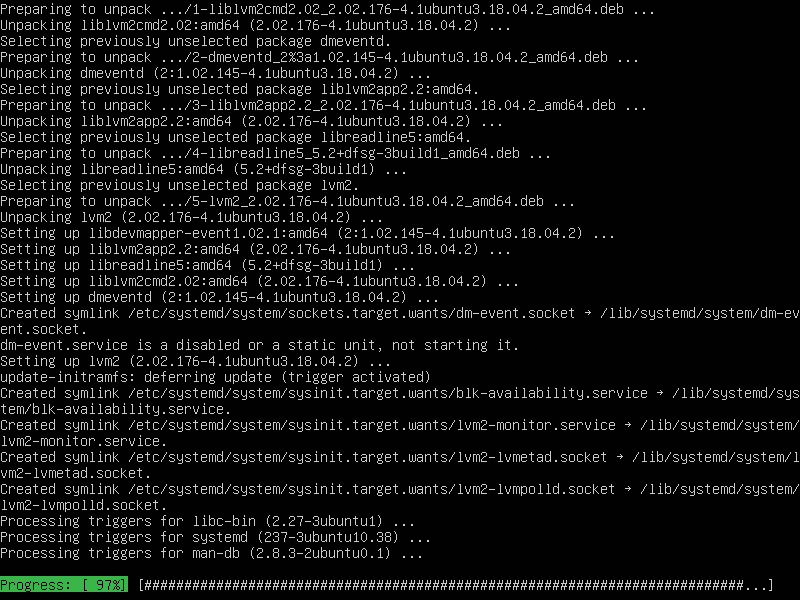 Preparing to unpack .../1-liblvm2cmd2.02_2.02.176-4.1ubuntu3.18.04.2_amd64.deb ...
Unpacking liblvm2cmd2.02:amd64 (2.02.176-4.1ubuntu3.18.04.2) ...
Selecting previously unselected package dmeventd.
Preparing to unpack .../2-dmeventd_2%3a1.02.145-4.1ubuntu3.18.04.2_amd64.deb ...
Unpacking dmeventd (2:1.02.145-4.1ubuntu3.18.04.2) ...
Selecting previously unselected package liblvm2app2.2:amd64.
Preparing to unpack .../3-liblvm2app2.2_2.02.176-4.1ubuntu3.18.04.2_amd64.deb ...
Unpacking liblvm2app2.2:amd64 (2.02.176-4.1ubuntu3.18.04.2) ...
Selecting previously unselected package libreadline5:amd64.
Preparing to unpack .../4-libreadline5_5.2+dfsg-3build1_amd64.deb ...
Unpacking libreadline5:amd64 (5.2+dfsg-3build1) ...
Selecting previously unselected package lvm2.
Preparing to unpack .../5-lvm2_2.02.176-4.1ubuntu3.18.04.2_amd64.deb ...
Unpacking lvm2 (2.02.176-4.1ubuntu3.18.04.2) ...
Setting up libdevmapper-event1.02.1:amd64 (2:1.02.145-4.1ubuntu3.18.04.2) ...
Setting up liblvm2app2.2:amd64 (2.02.176-4.1ubuntu3.18.04.2) ...
Setting up libreadline5:amd64 (5.2+dfsg-3build1) ...
Setting up liblvm2cmd2.02:amd64 (2.02.176-4.1ubuntu3.18.04.2) ...
Setting up dmeventd (2:1.02.145-4.1ubuntu3.18.04.2) ...
Created symlink /etc/systemd/system/sockets.target.wants/dm-event.socket → /lib/systemd/system/dm-ev
ent.socket.
dm-event.service is a disabled or a static unit, not starting it.
Setting up lvm2 (2.02.176-4.1ubuntu3.18.04.2) ...
update-initramfs: deferring update (trigger activated)
Created symlink /etc/systemd/system/sysinit.target.wants/blk-availability.service → /lib/systemd/sys
tem/blk-availability.service.
Created symlink /etc/systemd/system/sysinit.target.wants/lvm2-monitor.service → /lib/systemd/system/
lvm2-monitor.service.
Created symlink /etc/systemd/system/sysinit.target.wants/lvm2-lvmetad.socket → /lib/systemd/system/l
vm2-lvmetad.socket.
Created symlink /etc/systemd/system/sysinit.target.wants/lvm2-lvmpolld.socket → /lib/systemd/system/
lvm2-lvmpolld.socket.
Processing triggers for libc-bin (2.27-3ubuntu1) ...
Processing triggers for systemd (237-3ubuntu10.38) ...
Processing triggers for man-db (2.8.3-2ubuntu0.1) ...
Progress: [ 97%] [###########################################################################...]